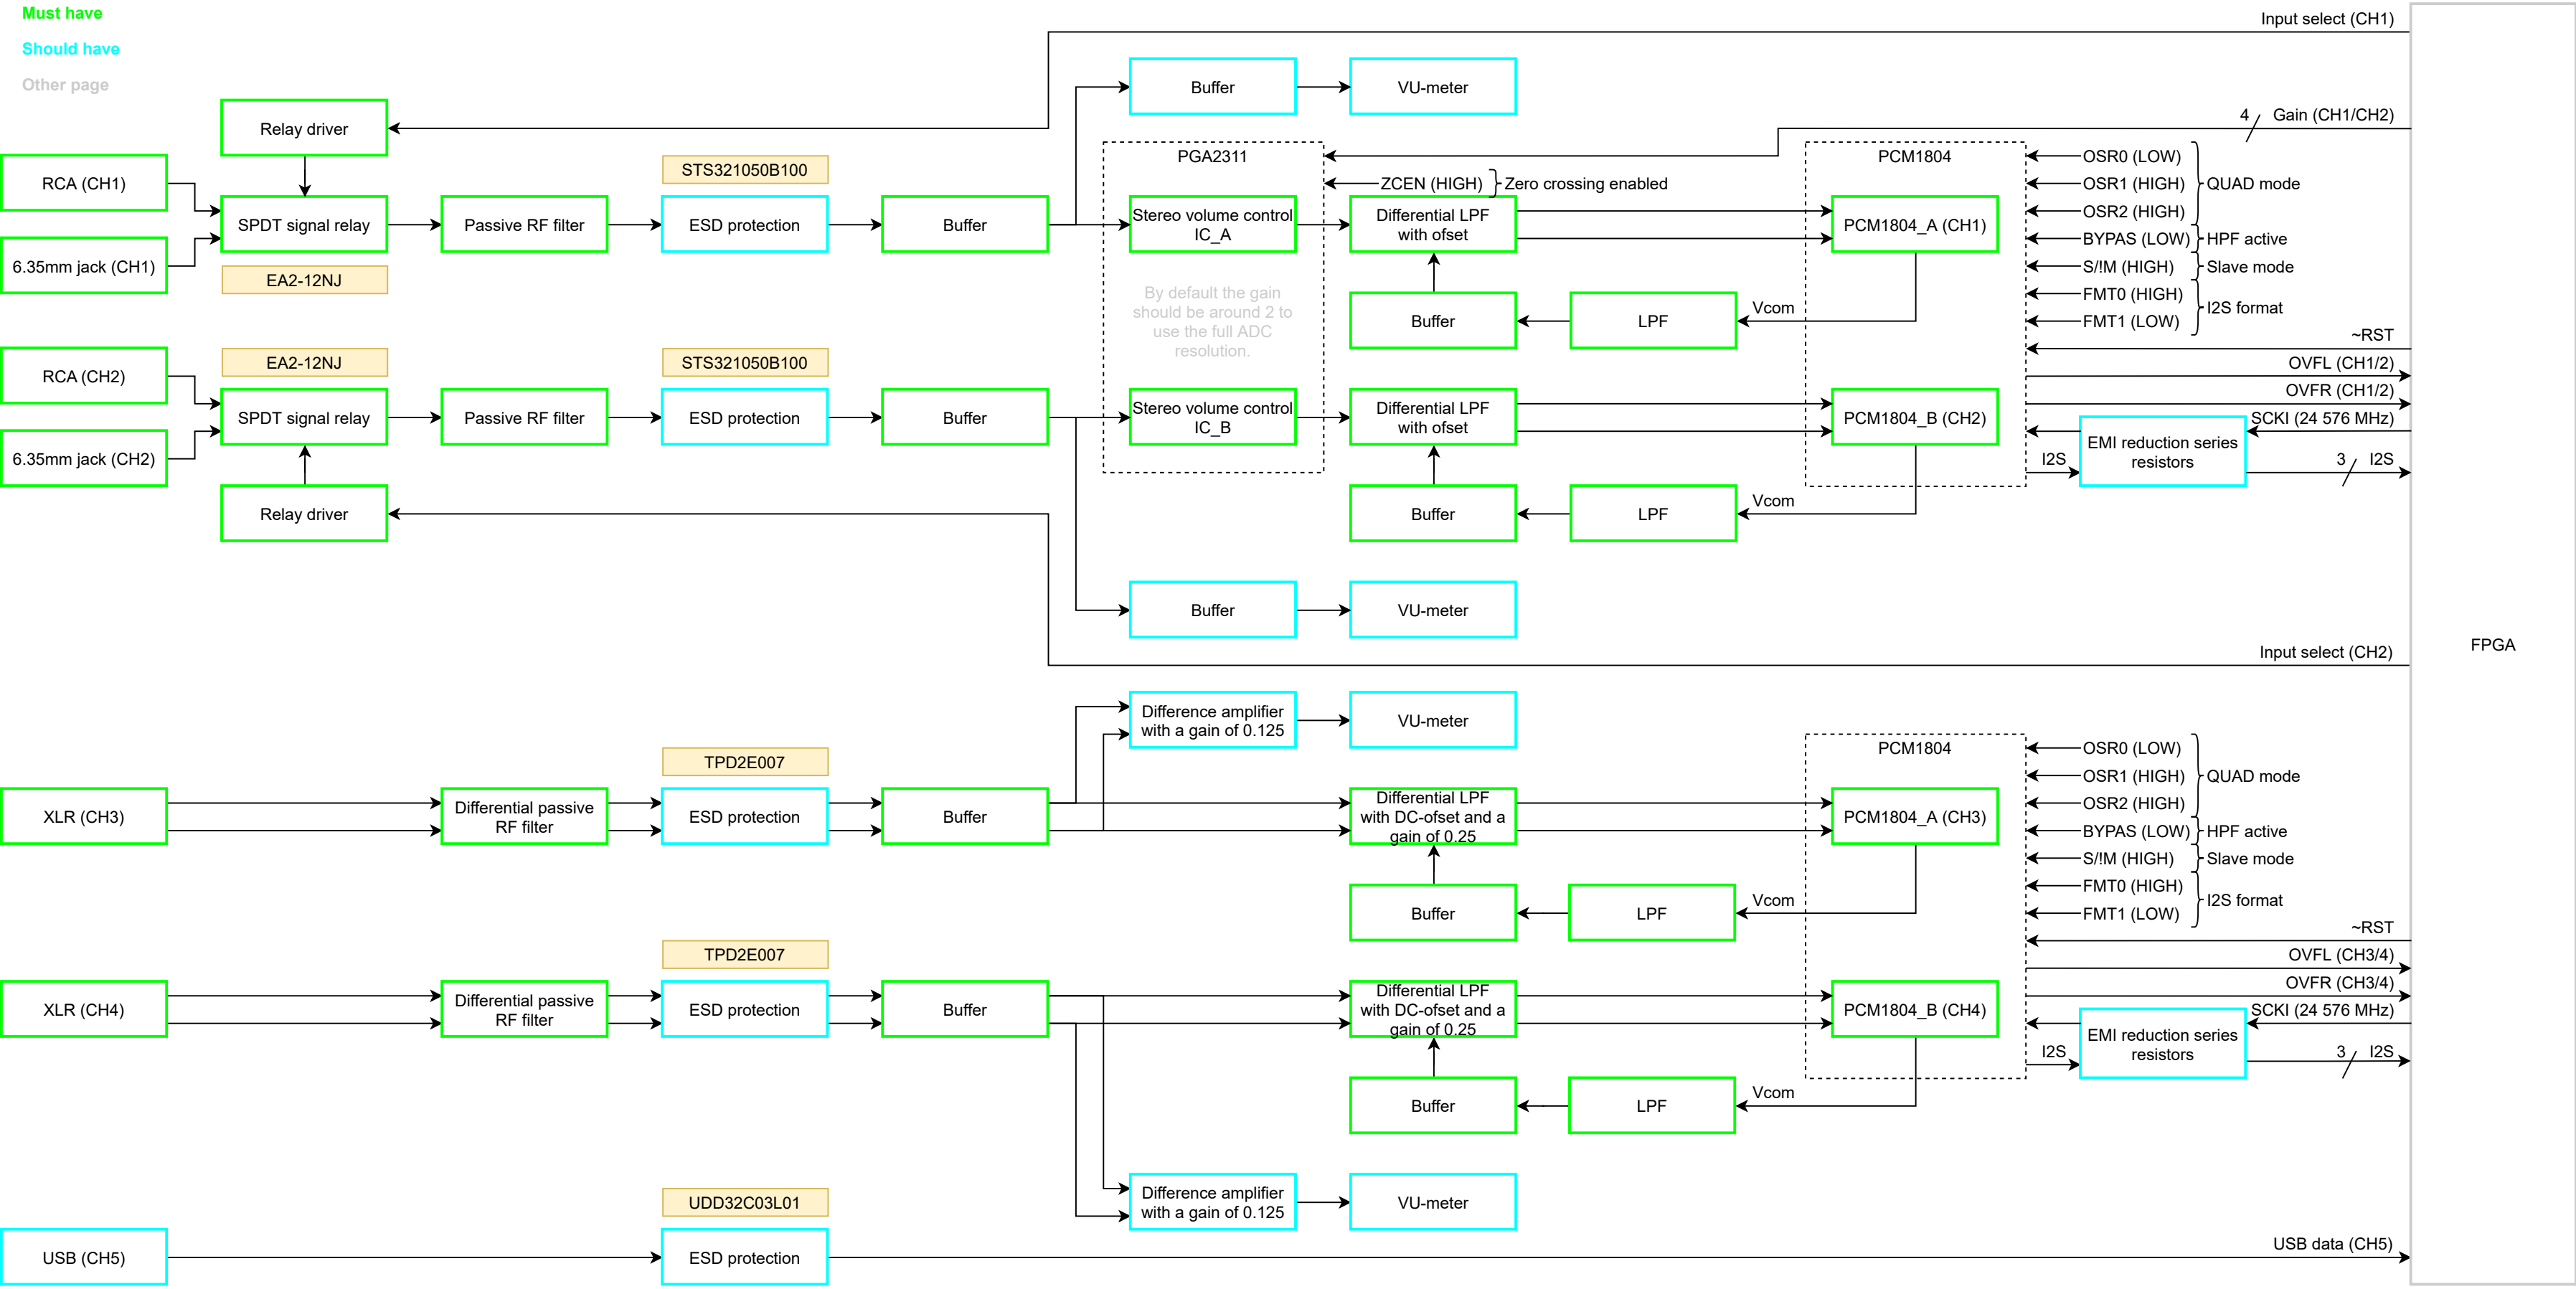 Must have
Should have
Other page
Input select (CH1)
Buffer
VU-meter
4
Gain (CH1/CH2)
Relay driver
STS321050B100
PGA2311
PCM1804
OSR0 (LOW)
OSR1 (HIGH)
OSR2 (HIGH)
QUAD mode
BYPAS (LOW)
HPF active
S/!M (HIGH)
Slave mode
FMT0 (HIGH)
FMT1 (LOW)
I2S format
ZCEN (HIGH)
Zero crossing enabled
RCA (CH1)
6.35mm jack (CH1)
SPDT signal relay
EA2-12NJ
Passive RF filter
ESD protection
Buffer
Stereo volume control
IC_A
Differential LPF
with ofset
PCM1804_A (CH1)
By default the gain
should be around 2 to
use the full ADC
resolution.
Buffer
LPF
Vcom
~RST
OVFL (CH1/2)
OVFR (CH1/2)
SCKI (24 576 MHz)
EMI reduction series
resistors
I2S
3
I2S
RCA (CH2)
6.35mm jack (CH2)
EA2-12NJ
SPDT signal relay
Passive RF filter
STS321050B100
ESD protection
Buffer
Stereo volume control
IC_B
Differential LPF
with ofset
PCM1804_B (CH2)
Relay driver
Buffer
LPF
Vcom
Buffer
VU-meter
FPGA
Input select (CH2)
Difference amplifier
with a gain of 0.125
VU-meter
TPD2E007
PCM1804
OSR0 (LOW)
OSR1 (HIGH)
OSR2 (HIGH)
QUAD mode
BYPAS (LOW)
HPF active
S/!M (HIGH)
Slave mode
FMT0 (HIGH)
FMT1 (LOW)
I2S format
XLR (CH3)
Differential passive
RF filter
ESD protection
Buffer
Differential LPF
with DC-ofset and a
gain of 0.25
PCM1804_A (CH3)
Buffer
LPF
Vcom
~RST
OVFL (CH3/4)
OVFR (CH3/4)
SCKI (24 576 MHz)
EMI reduction series
resistors
I2S
3
I2S
TPD2E007
XLR (CH4)
Differential passive
RF filter
ESD protection
Buffer
Differential LPF
with DC-ofset and a
gain of 0.25
PCM1804_B (CH4)
Buffer
LPF
Vcom
Difference amplifier
with a gain of 0.125
VU-meter
UDD32C03L01
USB (CH5)
ESD protection
USB data (CH5)